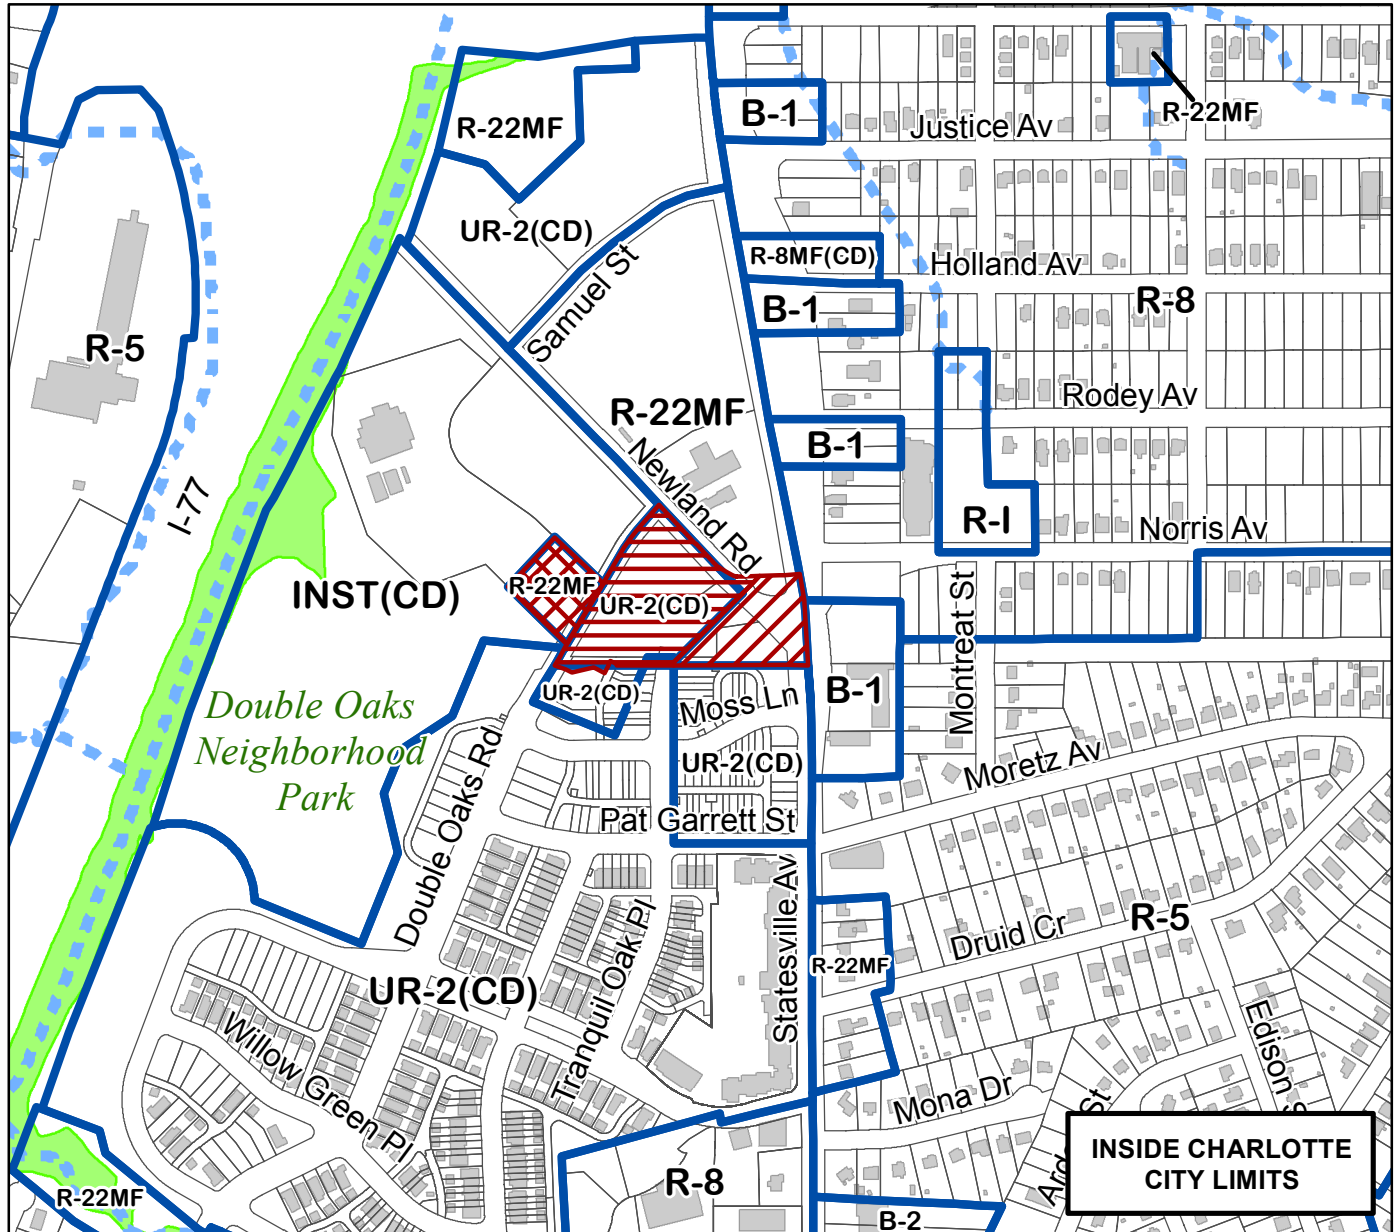 R-22MF
B-1
Justice Av
R-22MF
UR-2(CD)
Samuel St
R-8MF(CD)
Holland Av
B-1
R-8
R-5
Rodey Av
R-22MF
B-1
Newland Rd
I-77
R-I
Norris Av
INST(CD)
R-22MF
UR-2(CD)
Montreat St
UR-2(CD)
Moss Ln
B-1
Double Oaks
Neighborhood
Park
UR-2(CD)
Moretz Av
Double Oaks Rd
Pat Garrett St
Statesville Av
R-5
Druid Cr
R-22MF
UR-2(CD)
Tranquil Oak Pl
Willow Green Pl
Edison S
Mona Dr
St
INSIDE CHARLOTTE
CITY LIMITS
R-8
R-22MF
B-2